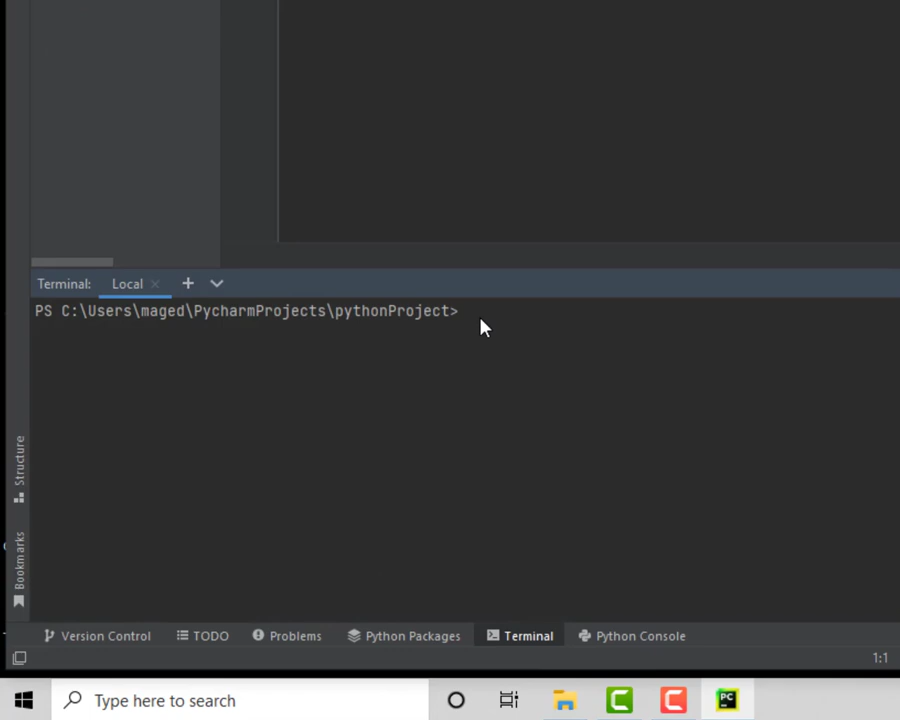 Terminal: Local
PS C:\Users\maged\PycharmProjects\pythonProject>
Structure
Bookmarks
Version Control TODO Problems Python Packages Terminal Python Console
1:1
Type here to search
PC